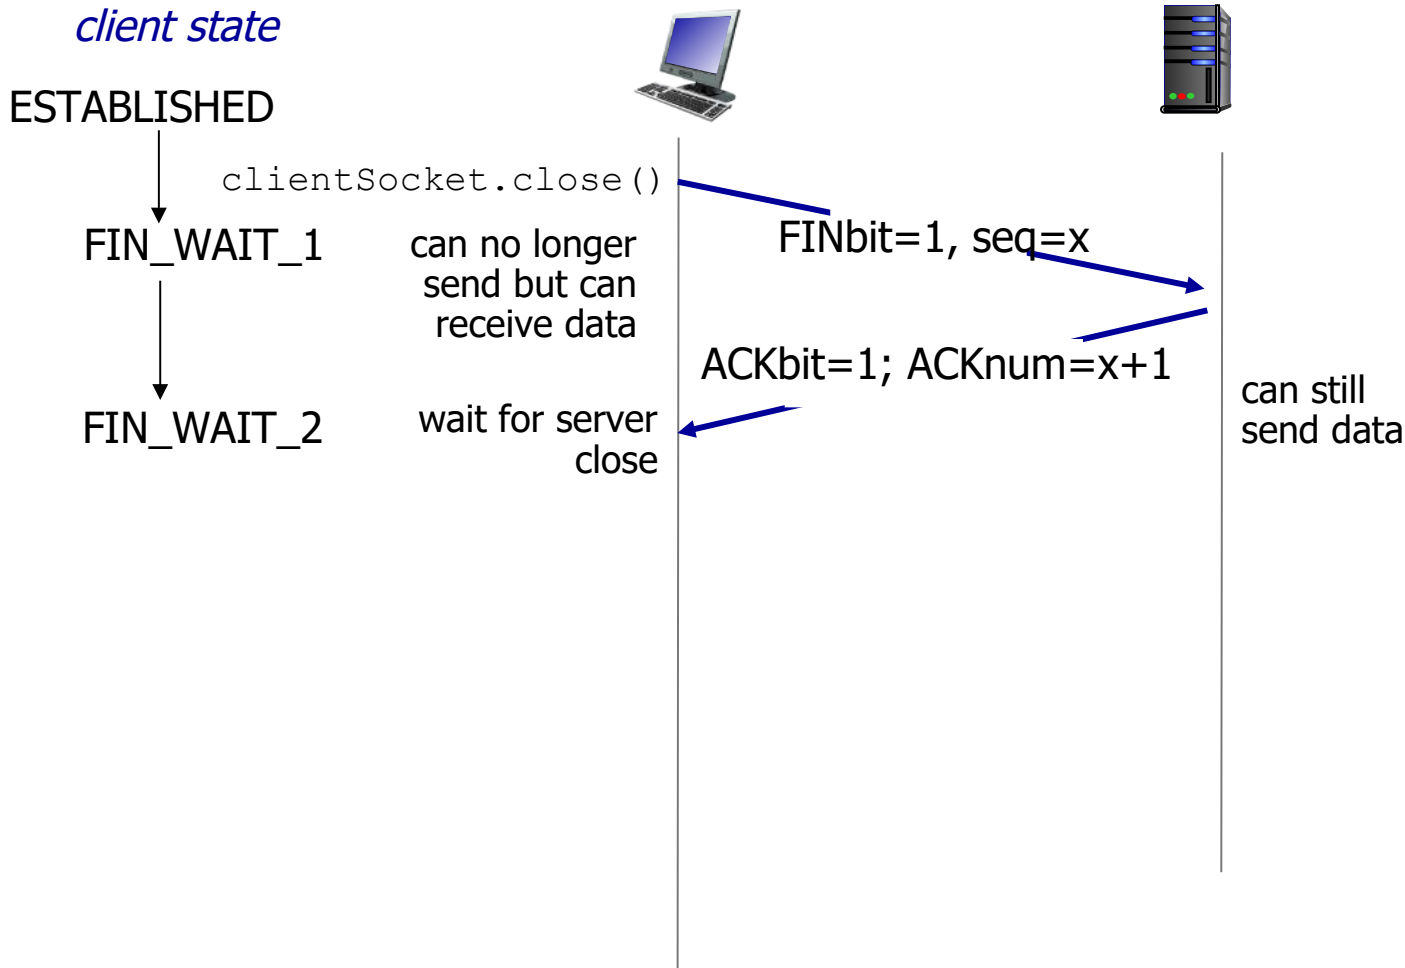 client state
ESTABLISHED
clientSocket.close()
FIN_WAIT_1
can no longer
send but can
receive data
FINbit=1, seq=x
ACKbit=1; ACKnum=x+1
can still
send data
FIN_WAIT_2
wait for server
close